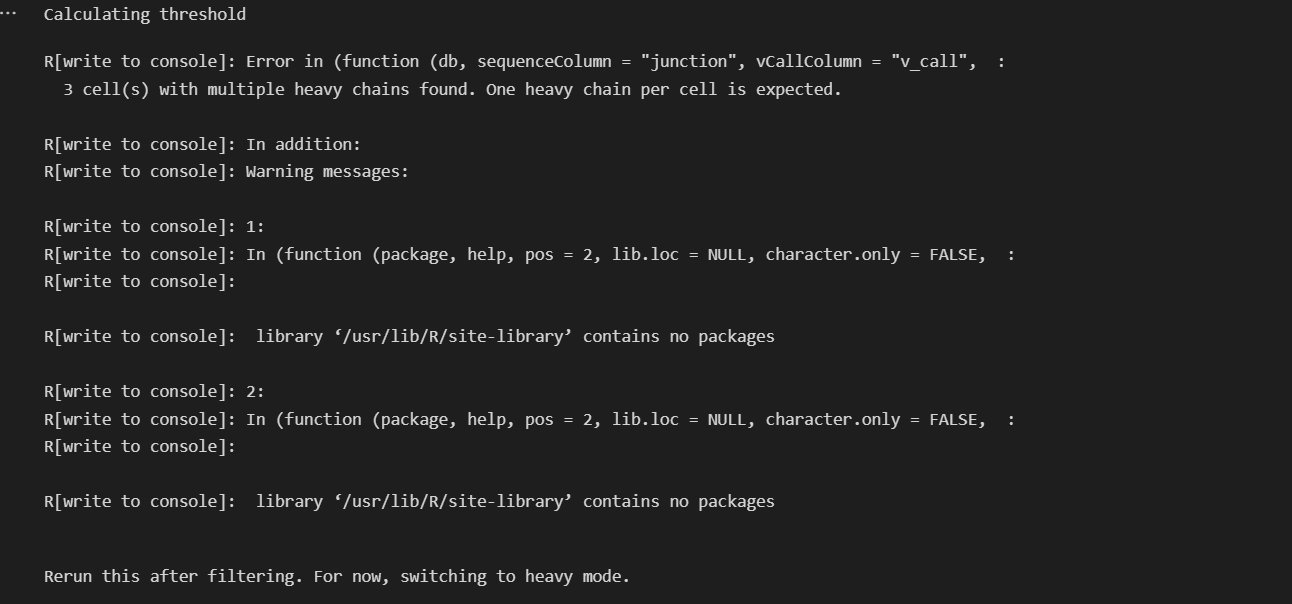 ...
Calculating threshold
R[write to console]: Error in (function (db, sequenceColumn = "junction", vCallColumn = "v_call",  :
  3 cell(s) with multiple heavy chains found. One heavy chain per cell is expected.
R[write to console]: In addition:
R[write to console]: Warning messages:
R[write to console]: 1:
R[write to console]: In (function (package, help, pos = 2, lib.loc = NULL, character.only = FALSE,  :
R[write to console]:
R[write to console]:  library ‘/usr/lib/R/site-library’ contains no packages
R[write to console]: 2:
R[write to console]: In (function (package, help, pos = 2, lib.loc = NULL, character.only = FALSE,  :
R[write to console]:
R[write to console]:  library ‘/usr/lib/R/site-library’ contains no packages
Rerun this after filtering. For now, switching to heavy mode.